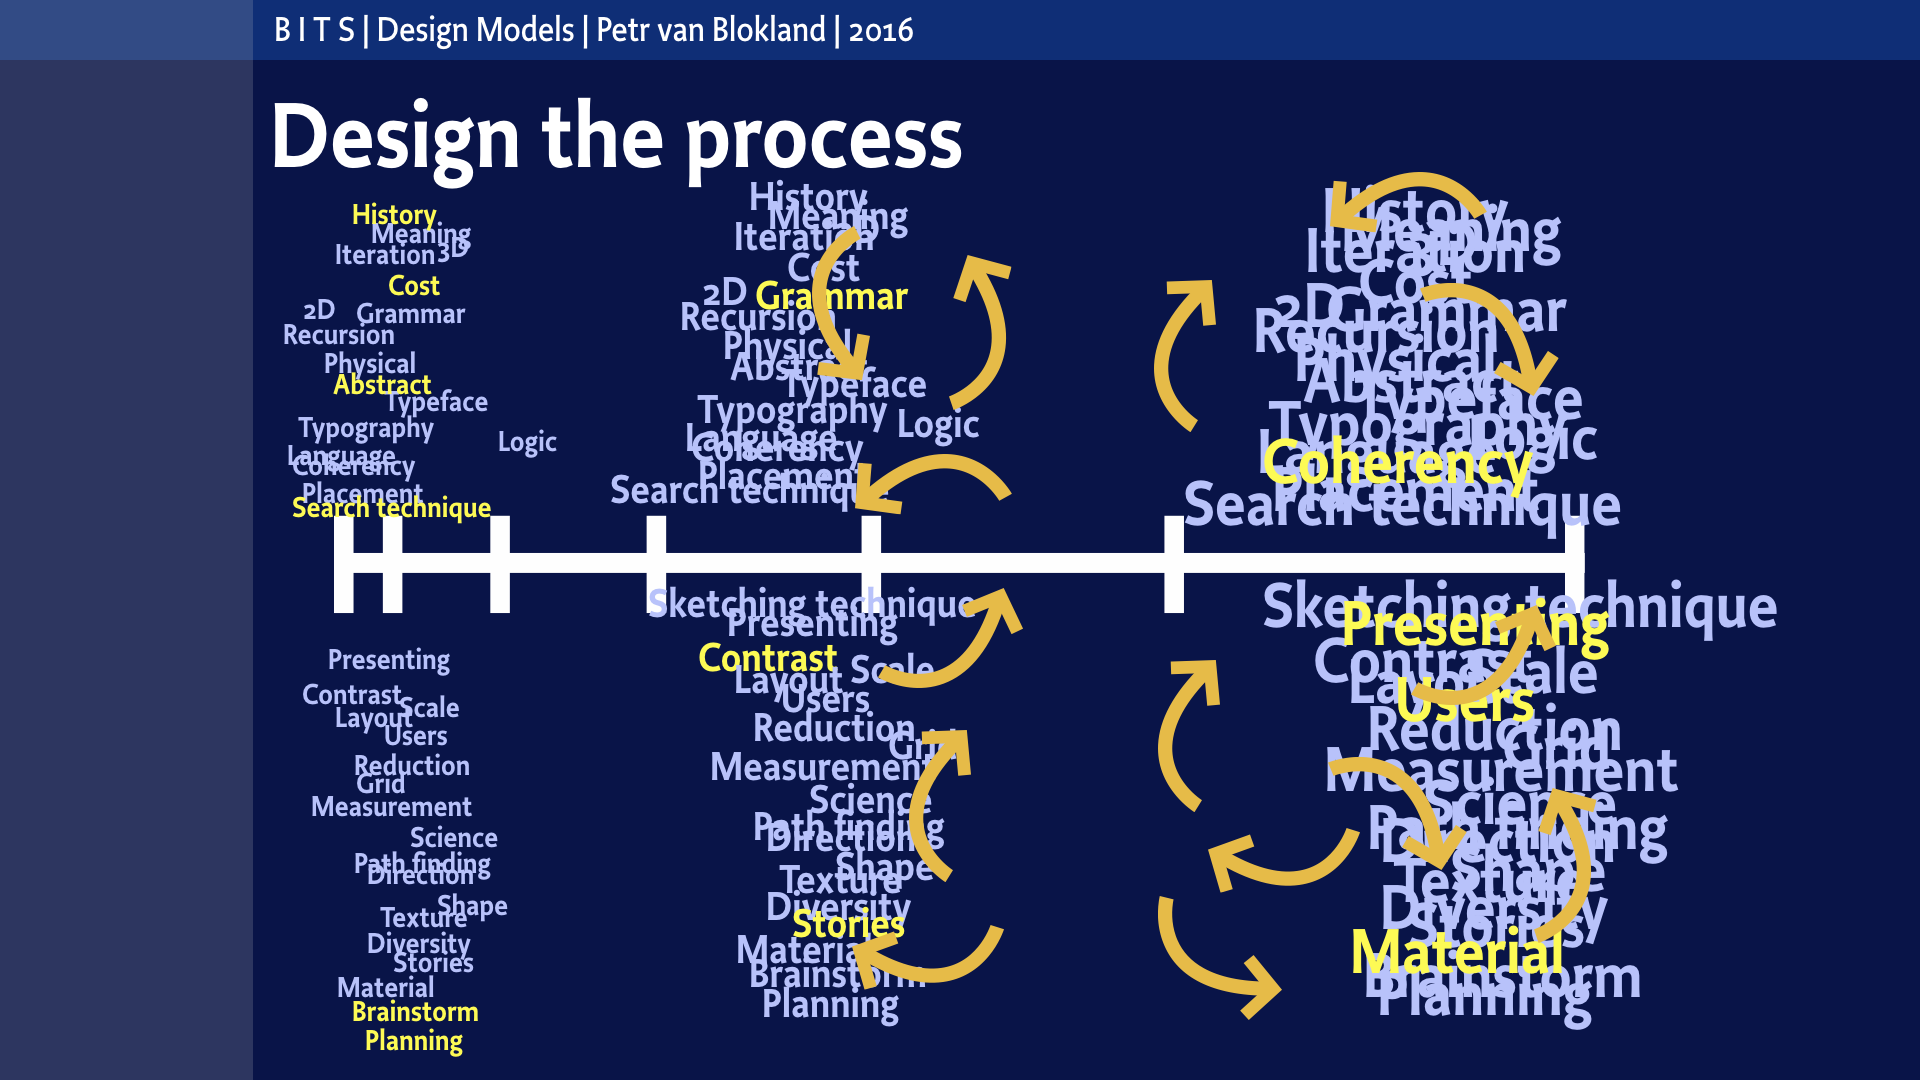 B I T S | Design Models | Petr van Blokland | 2016
Design the process
History
Meaning
Iteration
3D
Cost
2D
Grammar
Recursion
Physical
Abstract
Typeface
Typography
Logic
Language
Coherency
Placement
Search technique
Presenting
Contrast
Scale
Layout
Users
Reduction
Grid
Measurement
Science
Path finding
Direction
Shape
Texture
Diversity
Stories
Material
Brainstorm
Planning
History
Meaning
Iteration
Cost
2D
Grammar
Recursion
Physical
Abstract
Typeface
Typography
Logic
Language
Coherency
Placement
Search technique
Sketching technique
Presenting
Contrast
Scale
Layout
Users
Reduction
Grid
Measurement
Science
Path finding
Direction
Shape
Texture
Diversity
Stories
Material
Brainstorm
Planning
History
Meaning
Iteration
Cost
2D
Grammar
Recursion
Physical
Abstract
Typeface
Typography
Logic
Language
Coherency
Placement
Search technique
Sketching technique
Presenting
Contrast
Scale
Layout
Users
Reduction
Grid
Measurement
Science
Path finding
Direction
Shape
Texture
Diversity
Stories
Material
Brainstorm
Planning